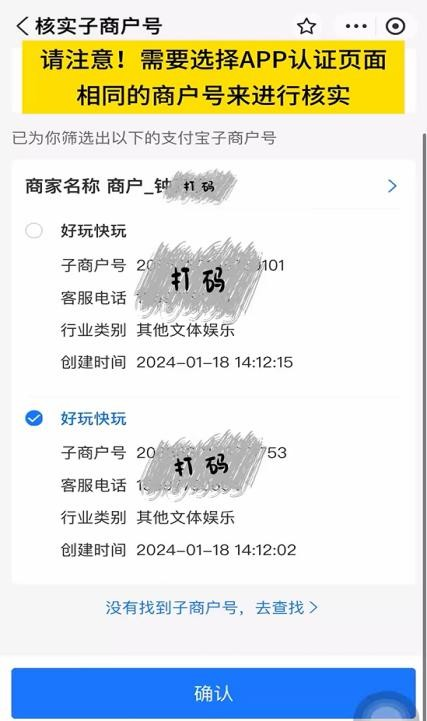 核实子商户号
请注意！需要选择APP认证页面
相同的商户号来进行核实
已为你筛选出以下的支付宝子商户号
商家名称 商户_钟 打码
好玩快玩
子商户号 20 101
打码
客服电话
行业类别 其他文体娱乐
创建时间 2024-01-18 14:12:15
好玩快玩
子商户号 20 753
打码
客服电话
行业类别 其他文体娱乐
创建时间 2024-01-18 14:12:02
没有找到子商户号，去查找
确认